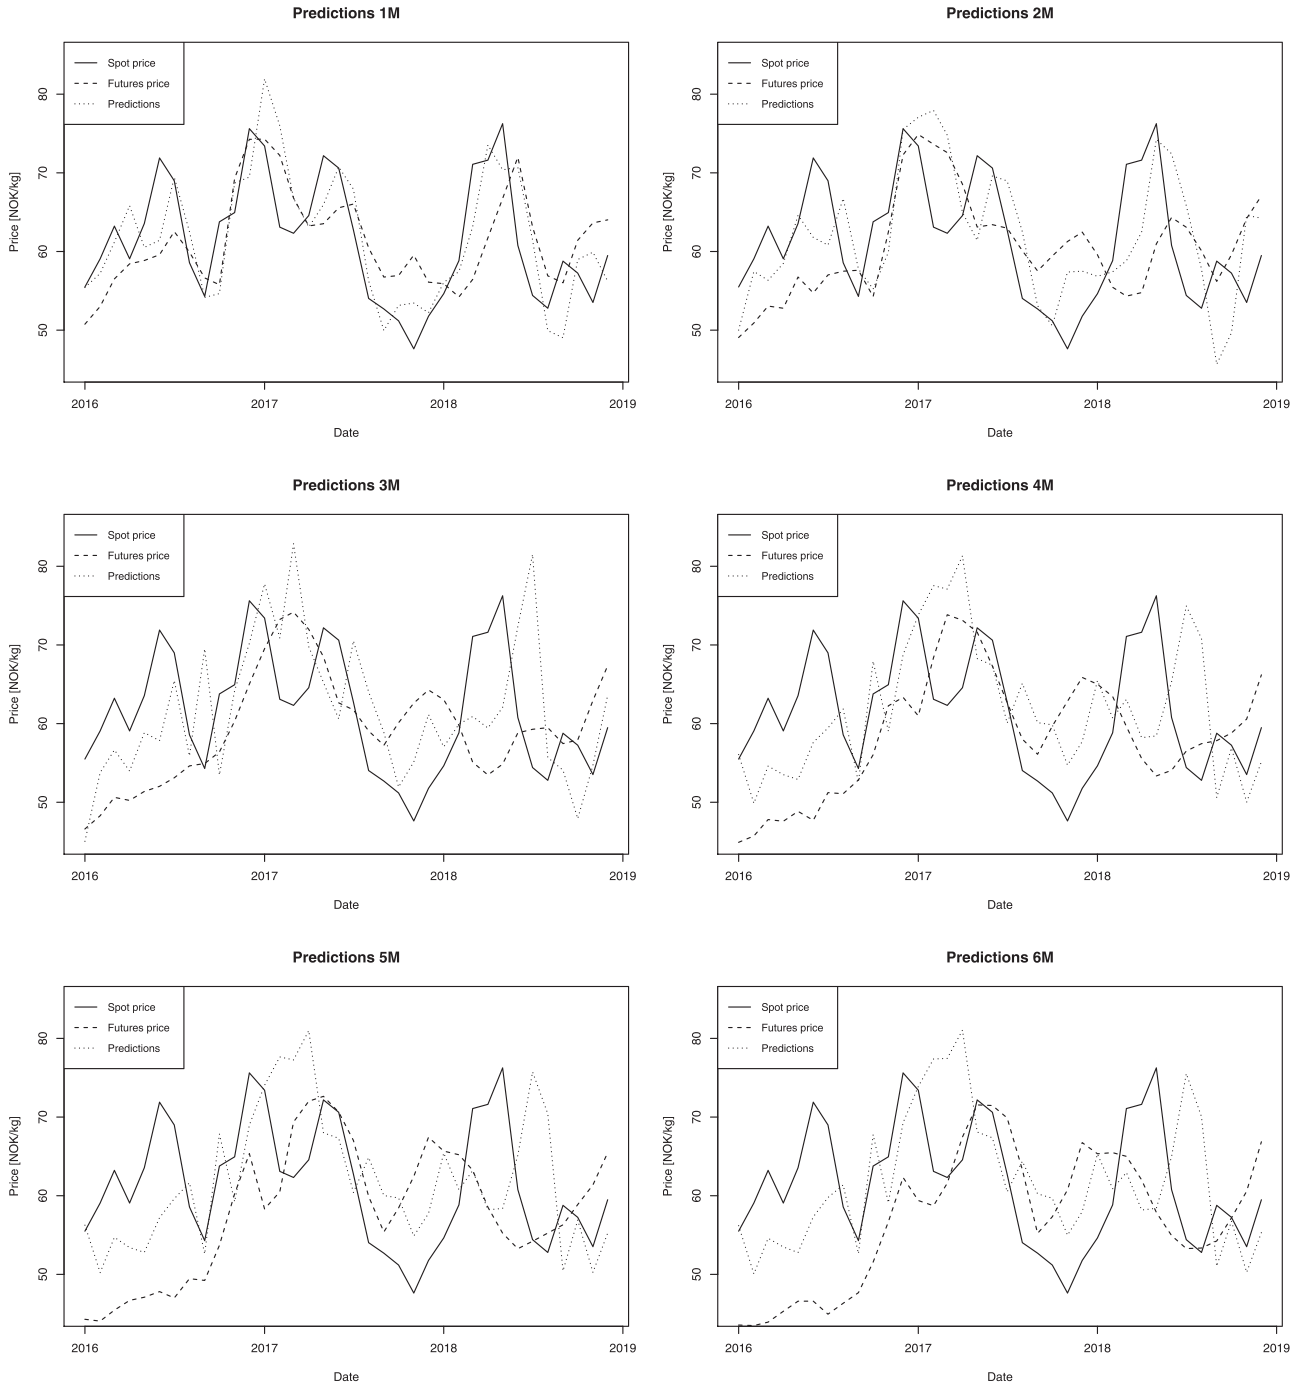 Predictions 1M
Price [NOK/kg]
Spot price
Futures price
Predictions
80
70
60
50
2016 2017 2018 2019
Date
Predictions 2M
Price [NOK/kg]
Spot price
Futures price
Predictions
80
70
60
50
2016 2017 2018 2019
Date
Predictions 3M
Price [NOK/kg]
Spot price
Futures price
Predictions
80
70
60
50
2016 2017 2018 2019
Date
Predictions 4M
Price [NOK/kg]
Spot price
Futures price
Predictions
80
70
60
50
2016 2017 2018 2019
Date
Predictions 5M
Price [NOK/kg]
Spot price
Futures price
Predictions
80
70
60
50
2016 2017 2018 2019
Date
Predictions 6M
Price [NOK/kg]
Spot price
Futures price
Predictions
80
70
60
50
2016 2017 2018 2019
Date